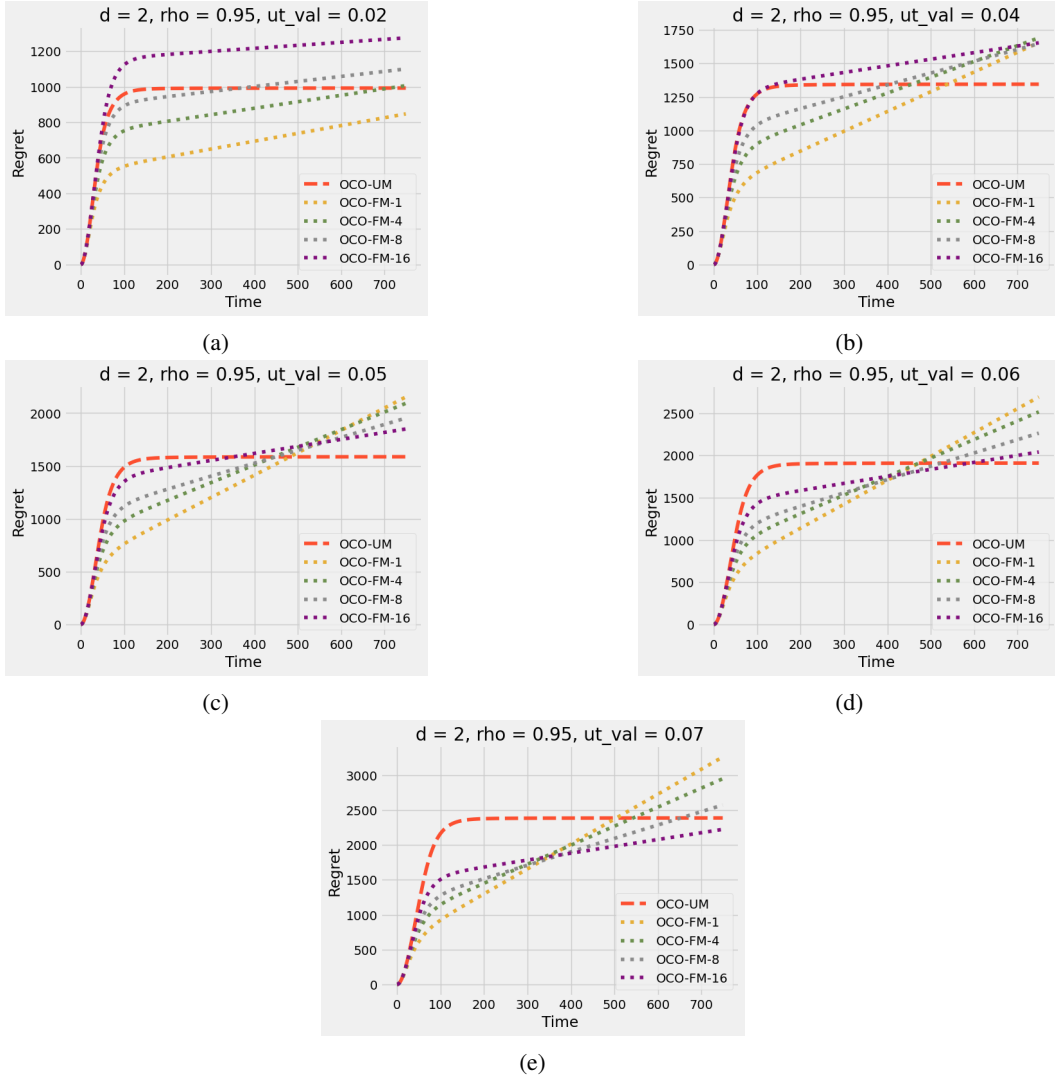 d = 2, rho = 0.95, ut_val = 0.02
Regret
1200
1000
800
600
400
200
0
OCO-UM
OCO-FM-1
OCO-FM-4
OCO-FM-8
OCO-FM-16
0 100 200 300 400 500 600 700
Time
(a)
d = 2, rho = 0.95, ut_val = 0.04
Regret
1750
1500
1250
1000
750
500
250
0
OCO-UM
OCO-FM-1
OCO-FM-4
OCO-FM-8
OCO-FM-16
0 100 200 300 400 500 600 700
Time
(b)
d = 2, rho = 0.95, ut_val = 0.05
Regret
2000
1500
1000
500
0
OCO-UM
OCO-FM-1
OCO-FM-4
OCO-FM-8
OCO-FM-16
0 100 200 300 400 500 600 700
Time
(c)
d = 2, rho = 0.95, ut_val = 0.06
Regret
2500
2000
1500
1000
500
0
OCO-UM
OCO-FM-1
OCO-FM-4
OCO-FM-8
OCO-FM-16
0 100 200 300 400 500 600 700
Time
(d)
d = 2, rho = 0.95, ut_val = 0.07
Regret
3000
2500
2000
1500
1000
500
0
OCO-UM
OCO-FM-1
OCO-FM-4
OCO-FM-8
OCO-FM-16
0 100 200 300 400 500 600 700
Time
(e)